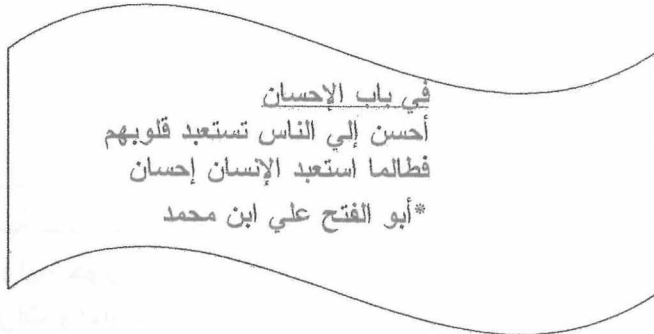 في باب الإحسان
أحسن إلي الناس تستعبد قلوبهم
فطالما استعبد الإنسان إحسان
*أبو الفتح علي ابن محمد